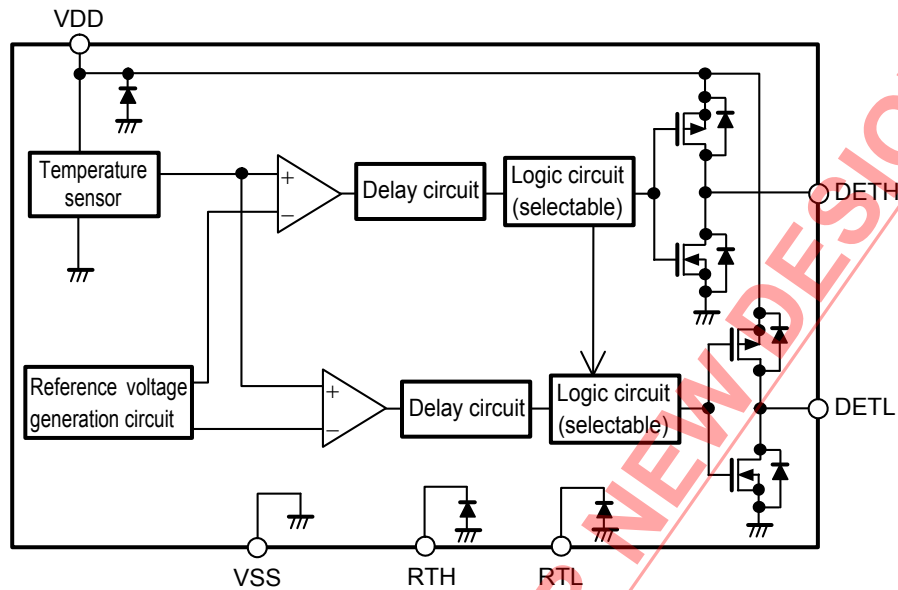 VDD
Temperature
sensor
+
−
Delay circuit
Logic circuit
(selectable)
DETH
Reference voltage
generation circuit
+
−
Delay circuit
Logic circuit
(selectable)
DETL
VSS
RTH
RTL
NEW DESIG